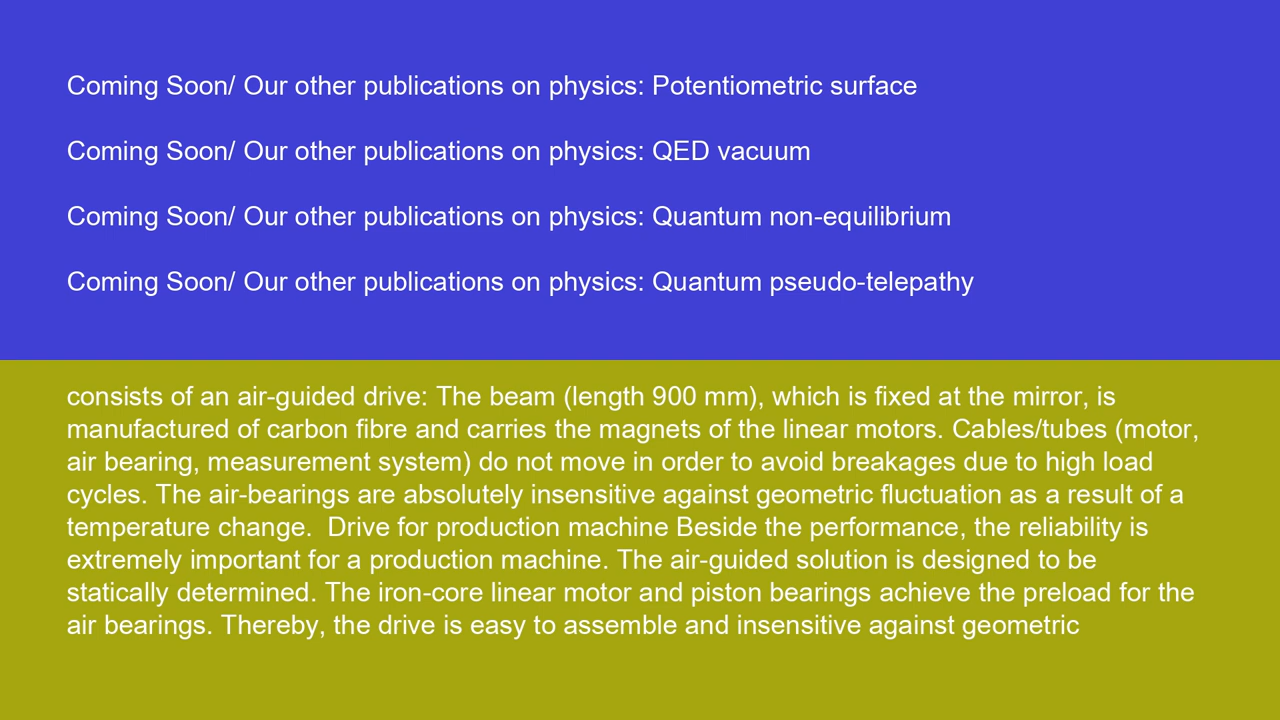 Coming Soon/ Our other publications on physics: Potentiometric surface
Coming Soon/ Our other publications on physics: QED vacuum
Coming Soon/ Our other publications on physics: Quantum non-equilibrium
Coming Soon/ Our other publications on physics: Quantum pseudo-telepathy
consists of an air-guided drive: The beam (length 900 mm), which is fixed at the mirror, is
manufactured of carbon fibre and carries the magnets of the linear motors. Cables/tubes (motor,
air bearing, measurement system) do not move in order to avoid breakages due to high load
cycles. The air-bearings are absolutely insensitive against geometric fluctuation as a result of a
temperature change.  Drive for production machine Beside the performance, the reliability is
extremely important for a production machine. The air-guided solution is designed to be
statically determined. The iron-core linear motor and piston bearings achieve the preload for the
air bearings. Thereby, the drive is easy to assemble and insensitive against geometric